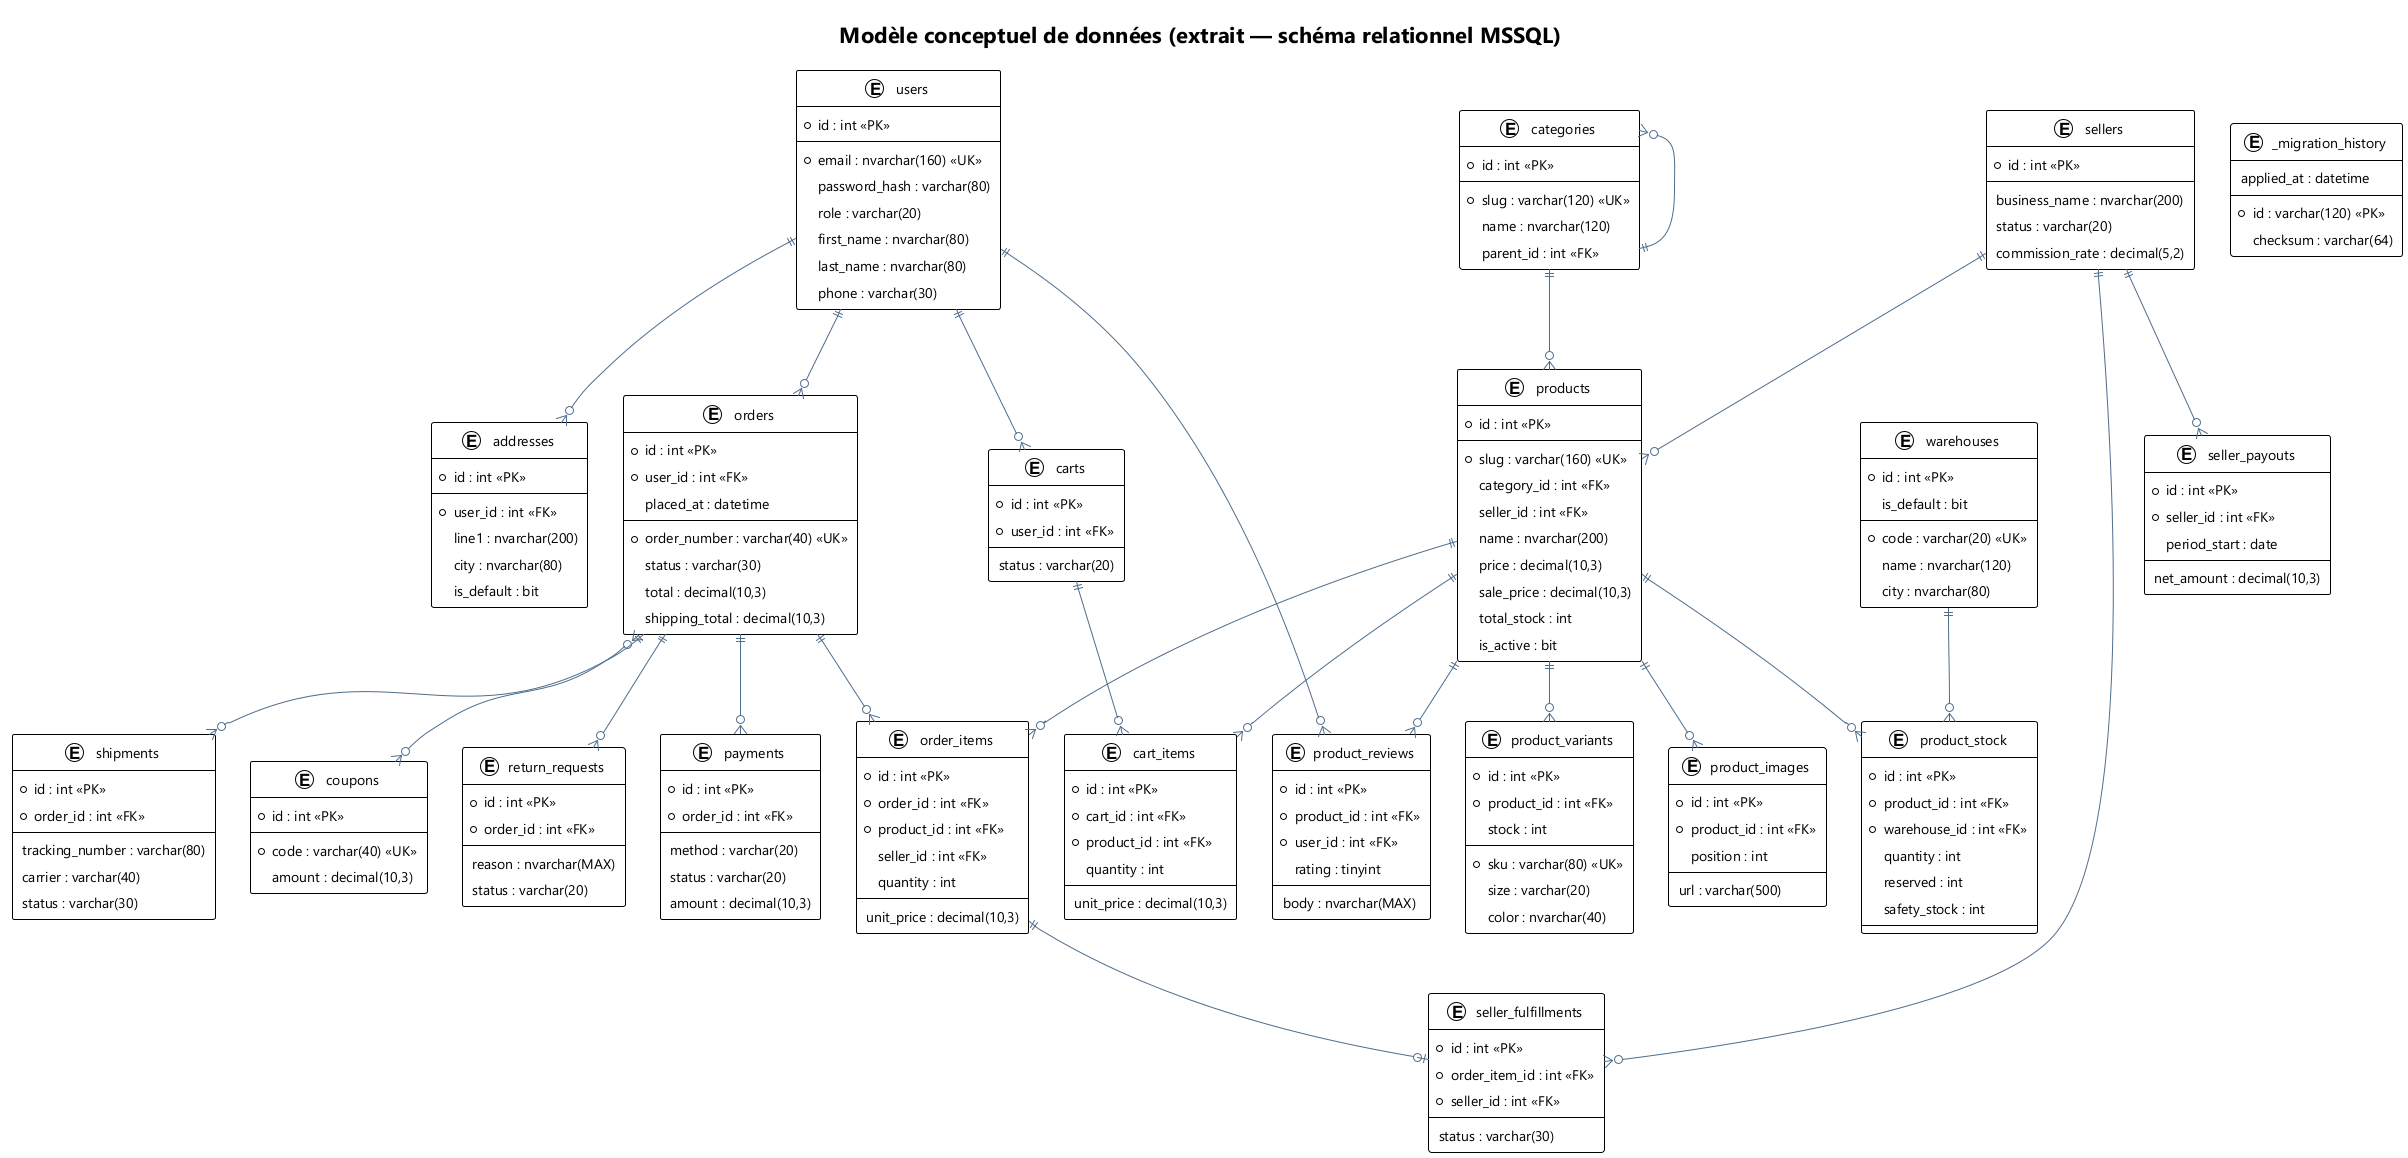 Modèle conceptuel de données (extrait — schéma relationnel MSSQL)
E users
id : int «PK»
email : nvarchar(160) «UK»
password_hash : varchar(80)
role : varchar(20)
first_name : nvarchar(80)
last_name : nvarchar(80)
phone : varchar(30)
E categories
id : int «PK»
slug : varchar(120) «UK»
name : nvarchar(120)
parent_id : int «FK»
E sellers
id : int «PK»
business_name : nvarchar(200)
status : varchar(20)
commission_rate : decimal(5,2)
E _migration_history
applied_at : datetime
id : varchar(120) «PK»
checksum : varchar(64)
E addresses
id : int «PK»
user_id : int «FK»
line1 : nvarchar(200)
city : nvarchar(80)
is_default : bit
E orders
id : int «PK»
user_id : int «FK»
placed_at : datetime
order_number : varchar(40) «UK»
status : varchar(30)
total : decimal(10,3)
shipping_total : decimal(10,3)
E carts
id : int «PK»
user_id : int «FK»
status : varchar(20)
E products
id : int «PK»
slug : varchar(160) «UK»
category_id : int «FK»
seller_id : int «FK»
name : nvarchar(200)
price : decimal(10,3)
sale_price : decimal(10,3)
total_stock : int
is_active : bit
E warehouses
id : int «PK»
is_default : bit
code : varchar(20) «UK»
name : nvarchar(120)
city : nvarchar(80)
E seller_payouts
id : int «PK»
seller_id : int «FK»
period_start : date
net_amount : decimal(10,3)
E shipments
id : int «PK»
order_id : int «FK»
tracking_number : varchar(80)
carrier : varchar(40)
status : varchar(30)
E coupons
id : int «PK»
code : varchar(40) «UK»
amount : decimal(10,3)
E return_requests
id : int «PK»
order_id : int «FK»
reason : nvarchar(MAX)
status : varchar(20)
E payments
id : int «PK»
order_id : int «FK»
method : varchar(20)
status : varchar(20)
amount : decimal(10,3)
E order_items
id : int «PK»
order_id : int «FK»
product_id : int «FK»
seller_id : int «FK»
quantity : int
unit_price : decimal(10,3)
E cart_items
id : int «PK»
cart_id : int «FK»
product_id : int «FK»
quantity : int
unit_price : decimal(10,3)
E product_reviews
id : int «PK»
product_id : int «FK»
user_id : int «FK»
rating : tinyint
body : nvarchar(MAX)
E product_variants
id : int «PK»
product_id : int «FK»
stock : int
sku : varchar(80) «UK»
size : varchar(20)
color : nvarchar(40)
E product_images
id : int «PK»
product_id : int «FK»
position : int
url : varchar(500)
E product_stock
id : int «PK»
product_id : int «FK»
warehouse_id : int «FK»
quantity : int
reserved : int
safety_stock : int
E seller_fulfillments
id : int «PK»
order_item_id : int «FK»
seller_id : int «FK»
status : varchar(30)